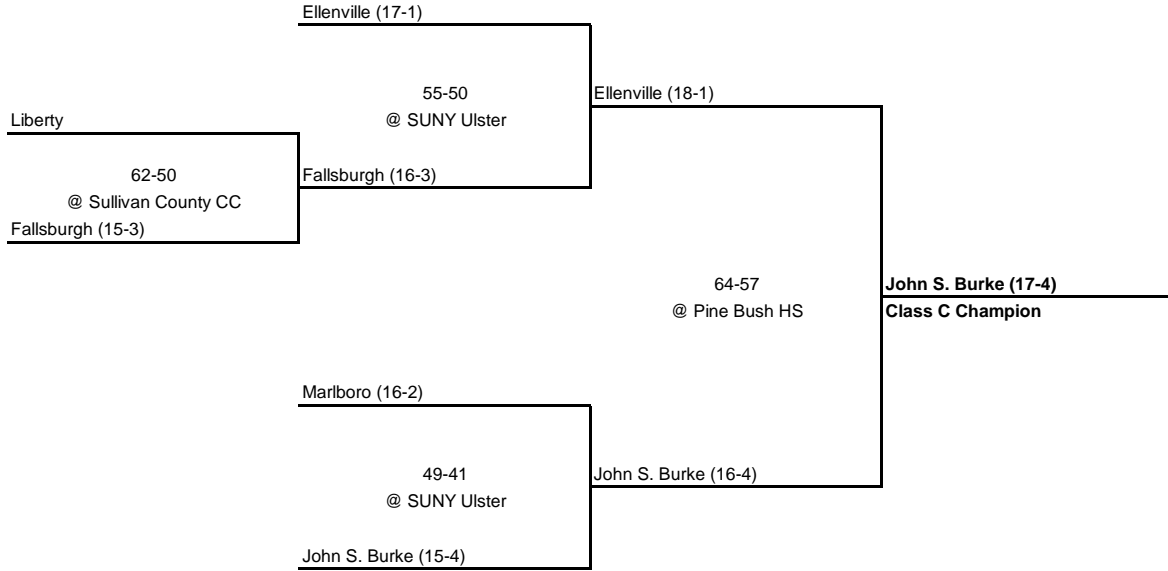 Ellenville (17-1)
55-50
@ SUNY Ulster
Ellenville (18-1)
Liberty
62-50
@ Sullivan County CC
Fallsburgh (16-3)
Fallsburgh (15-3)
64-57
@ Pine Bush HS
John S. Burke (17-4)
Class C Champion
Marlboro (16-2)
49-41
@ SUNY Ulster
John S. Burke (16-4)
John S. Burke (15-4)